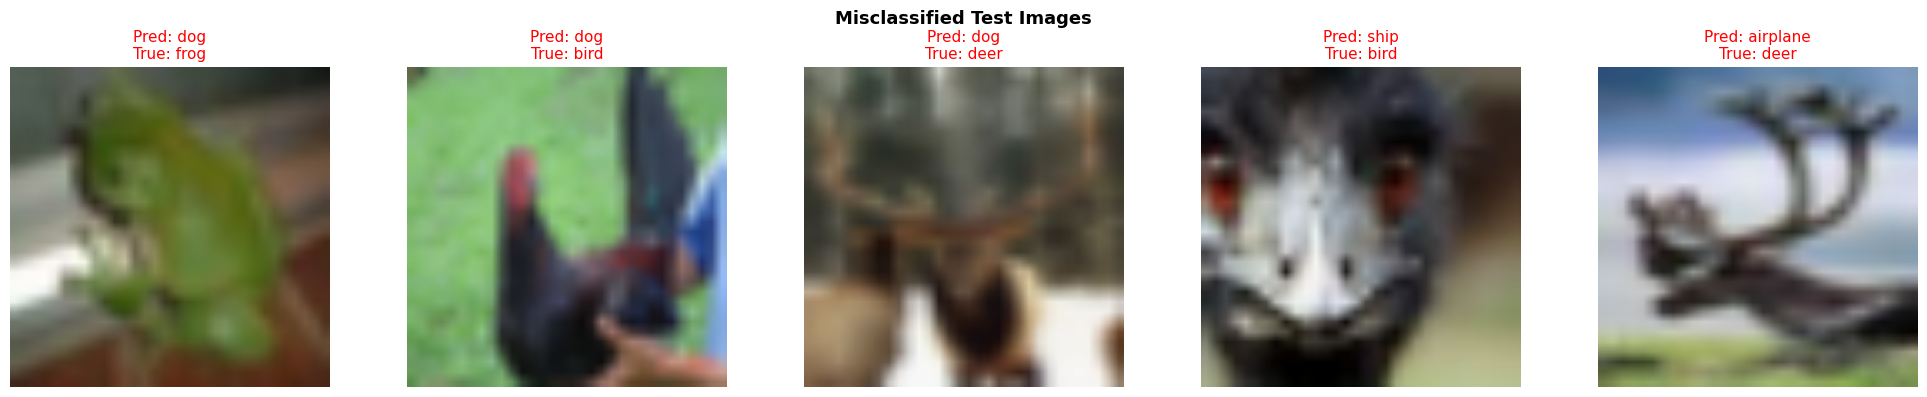 Misclassified Test Images
Pred: dog
True: frog
Pred: dog
True: bird
Pred: dog
True: deer
Pred: ship
True: bird
Pred: airplane
True: deer